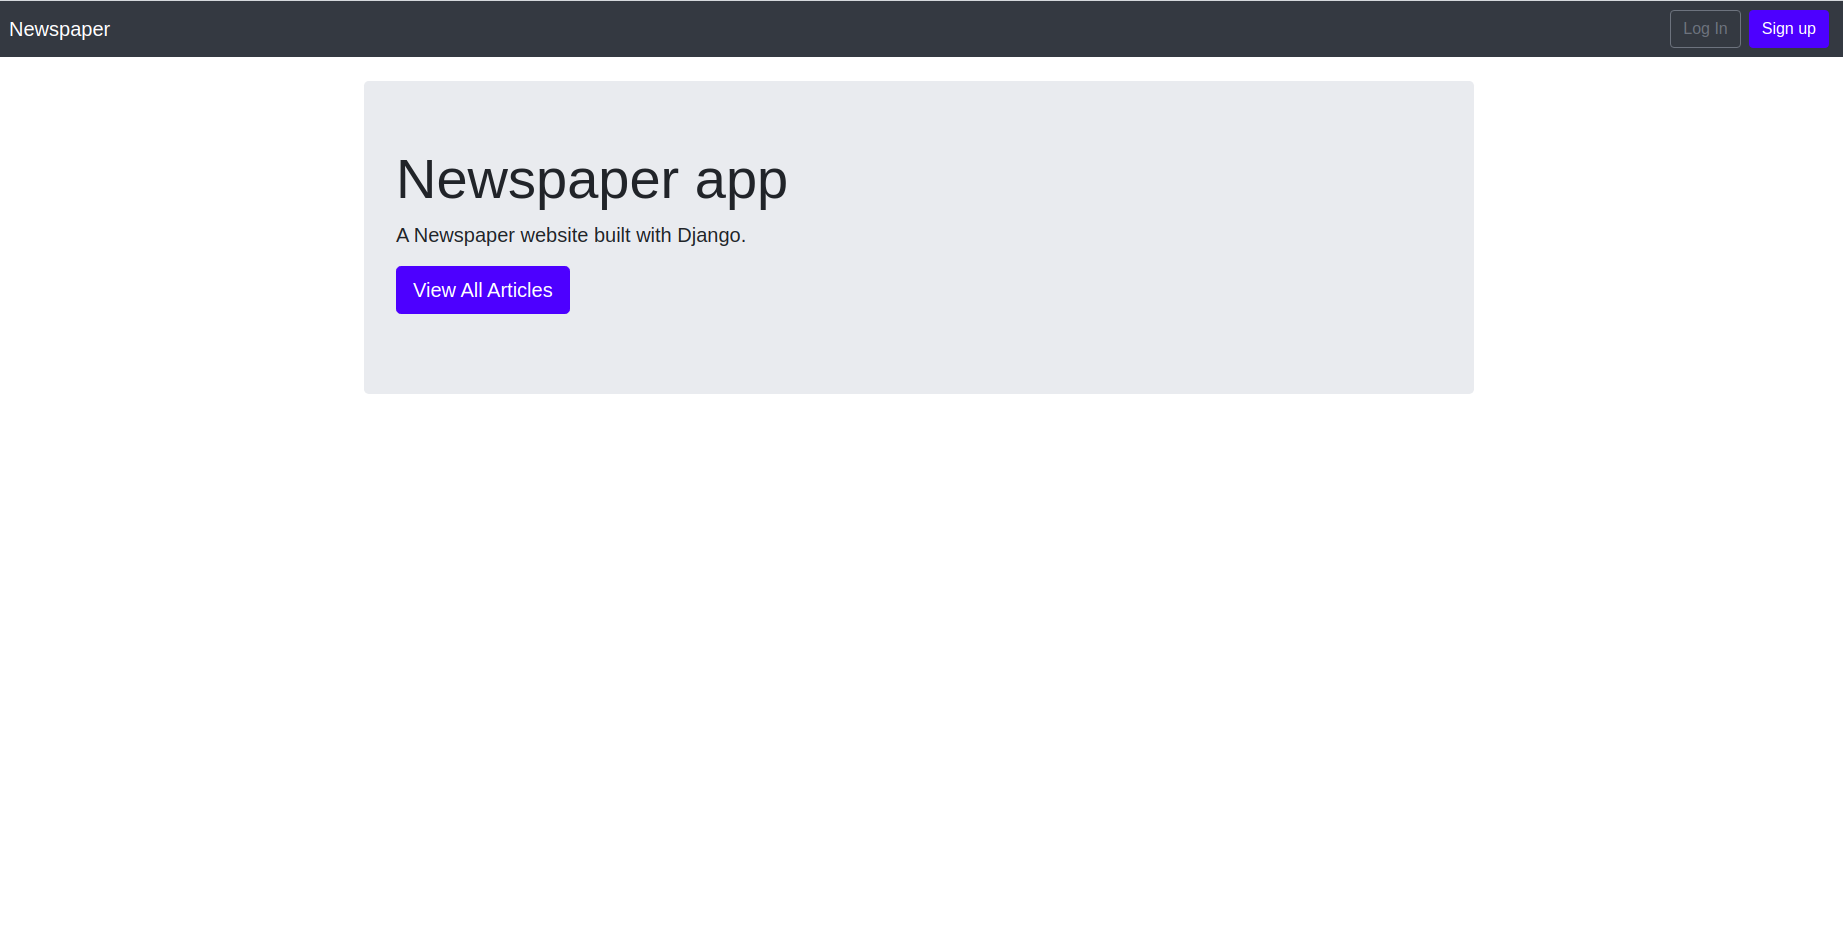 Newspaper
Log In
Sign up
Newspaper app
A Newspaper website built with Django.
View All Articles